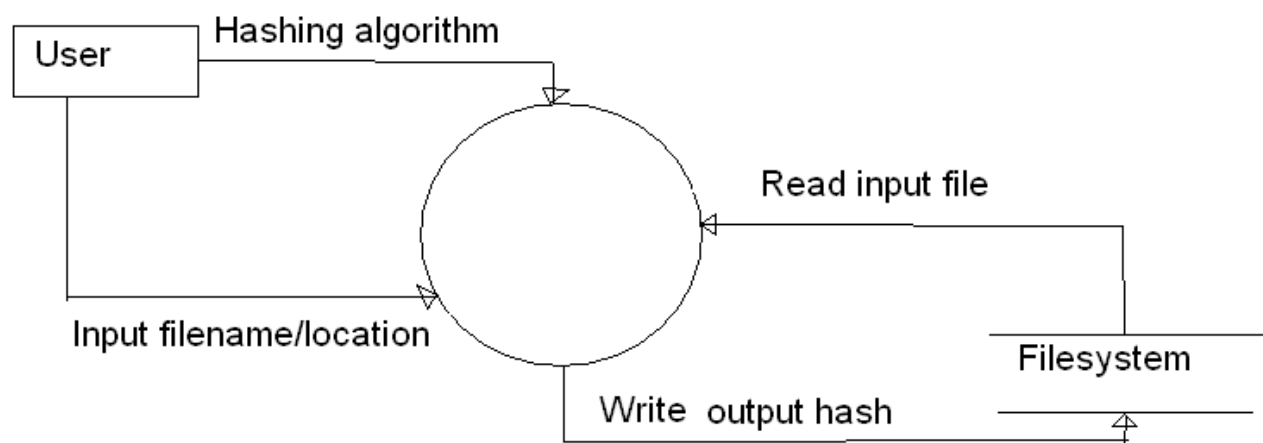 Hashing algorithm
User
Read input file
Input filename/location
Filesystem
Write output hash